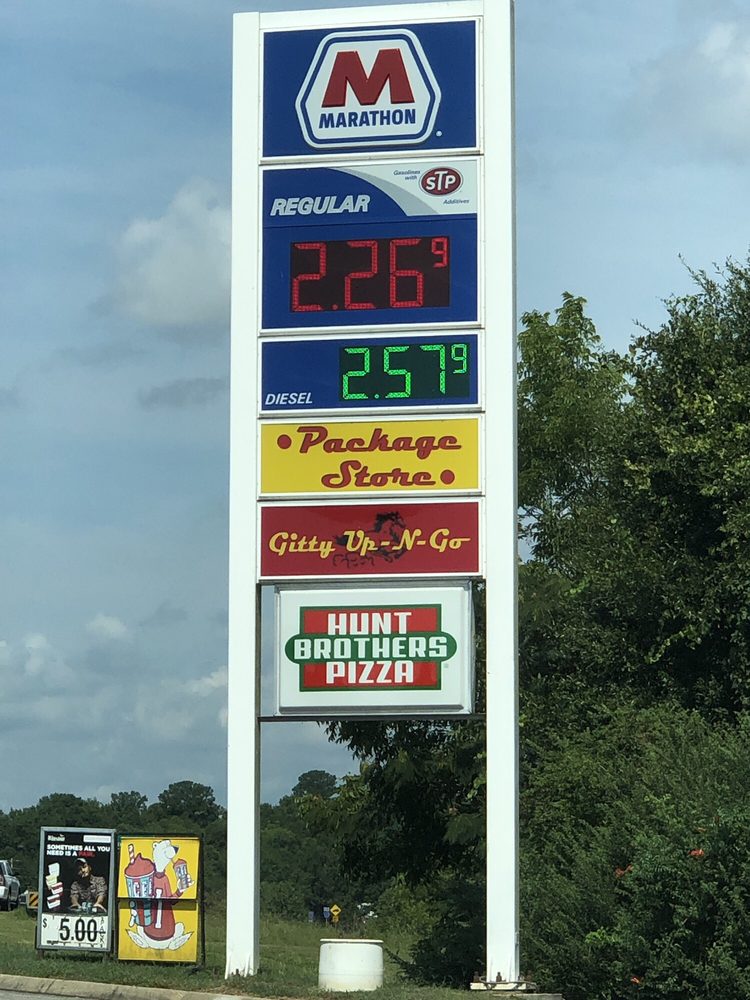 M
MARATHON
Gasolines
with
STP
Additives
REGULAR
2.26 9
DIESEL
2.57 9
• Package
Store •
Gitty Up-N-Go
HUNT
BROTHERS
PIZZA
SOMETIMES ALL YOU
NEED IS A PAIR.
$ 5.00